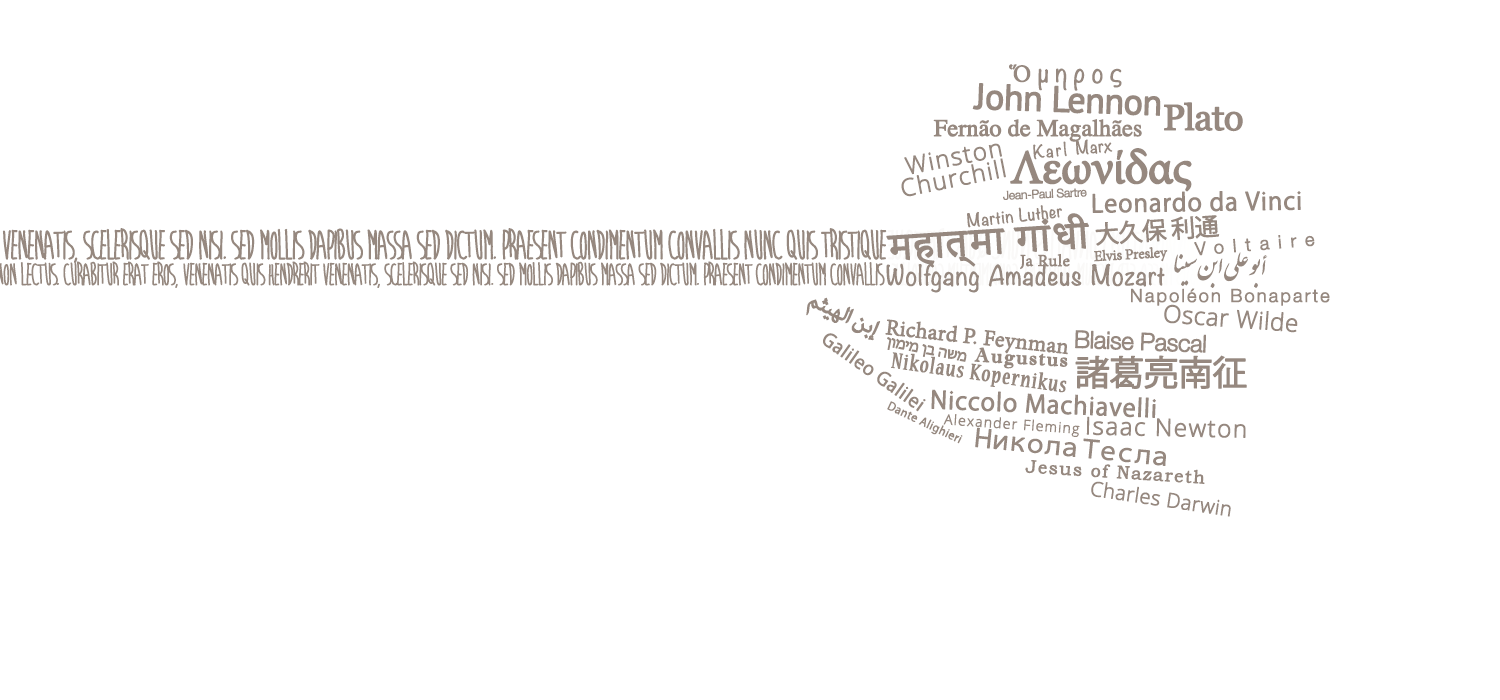 Ὅμηρος
John Lennon
Plato
Fernão de Magalhães
Winston
Churchill
Karl Marx
Λεωνίδας
Jean-Paul Sartre
Leonardo da Vinci
Martin Luther
VENENATIS, SCELERISQUE SED NISI. SED MOLLIS DAPIBUS MASSA SED DICTUM. PRAESENT CONDIMENTUM CONVALLIS NUNC QUIS TRISTIQUE
महात्मा गांधी
大久保 利通
Voltaire
Ja Rule
Elvis Presley
أبو علی ابن سینا
NON LECTUS. CURABITUR ERAT EROS, VENENATIS QUIS HENDRERIT VENENATIS, SCELERISQUE SED NISI. SED MOLLIS DAPIBUS MASSA SED DICTUM. PRAESENT CONDIMENTUM CONVALLIS
Wolfgang Amadeus Mozart
Napoléon Bonaparte
Oscar Wilde
ابن الهيثم
Richard P. Feynman
Blaise Pascal
משה בן מימון
Augustus
Nikolaus Kopernikus
諸葛亮南征
Galileo Galilei
Niccolo Machiavelli
Dante Alighieri
Alexander Fleming
Isaac Newton
Никола Тесла
Jesus of Nazareth
Charles Darwin